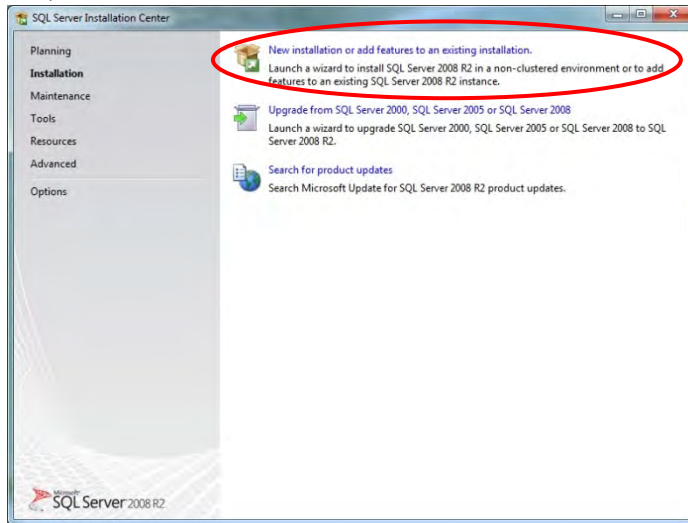 SQL Server Installation Center
Planning
Installation
Maintenance
Tools
Resources
Advanced
Options
New installation or add features to an existing installation.
Launch a wizard to install SQL Server 2008 R2 in a non-clustered environment or to add
features to an existing SQL Server 2008 R2 instance.
Upgrade from SQL Server 2000, SQL Server 2005 or SQL Server 2008
Launch a wizard to upgrade SQL Server 2000, SQL Server 2005 or SQL Server 2008 to SQL
Server 2008 R2.
Search for product updates
Search Microsoft Update for SQL Server 2008 R2 product updates.
Microsoft
SQL Server 2008 R2